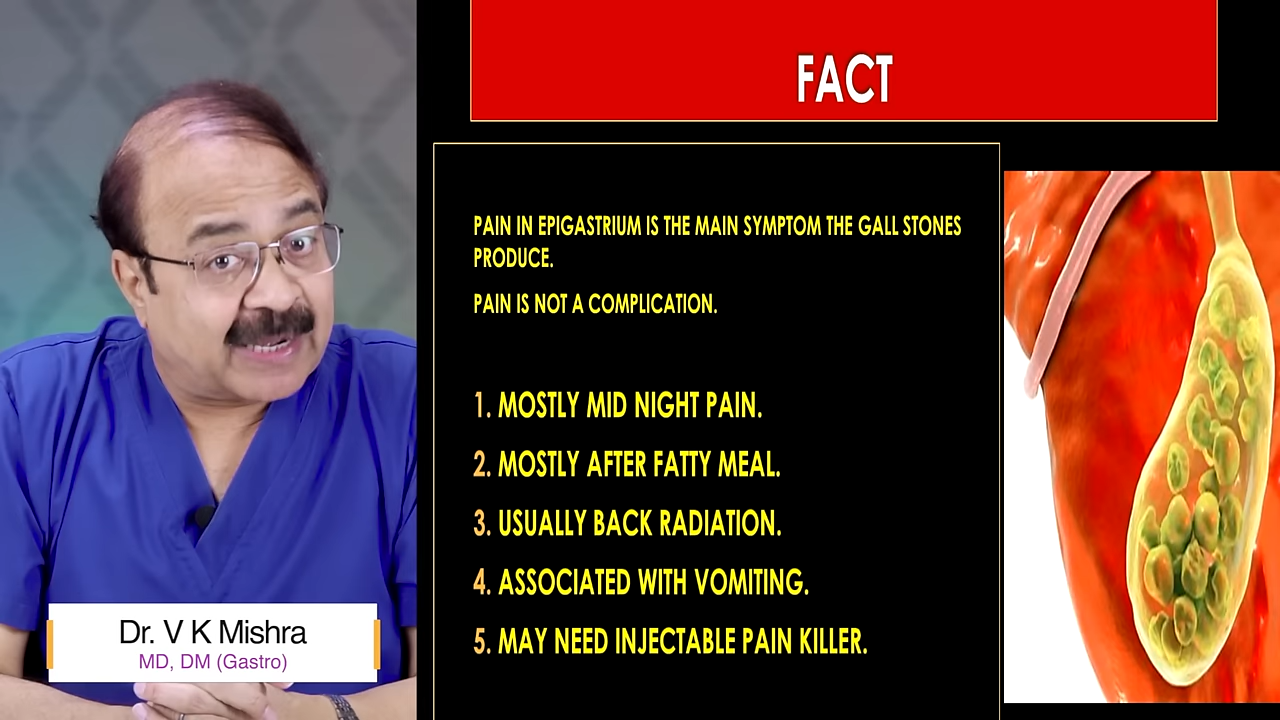 FACT
PAIN IN EPIGASTRIUM IS THE MAIN SYMPTOM THE GALL STONES
PRODUCE.
PAIN IS NOT A COMPLICATION.
1. MOSTLY MID NIGHT PAIN.
2. MOSTLY AFTER FATTY MEAL.
3. USUALLY BACK RADIATION.
4. ASSOCIATED WITH VOMITING.
5. MAY NEED INJECTABLE PAIN KILLER.
Dr. V K Mishra
MD, DM (Gastro)